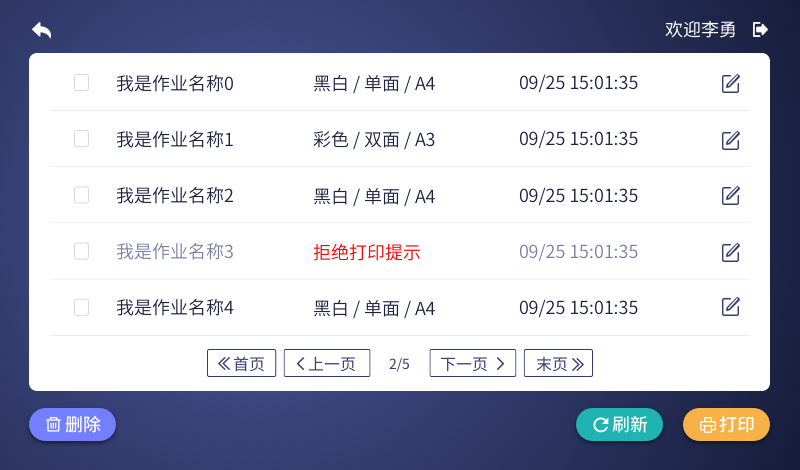 欢迎李勇
我是作业名称0 黑白 / 单面 / A4 09/25 15:01:35
我是作业名称1 彩色 / 双面 / A3 09/25 15:01:35
我是作业名称2 黑白 / 单面 / A4 09/25 15:01:35
我是作业名称3 拒绝打印提示 09/25 15:01:35
我是作业名称4 黑白 / 单面 / A4 09/25 15:01:35
首页 上一页 2/5 下一页 末页
删除 刷新 打印